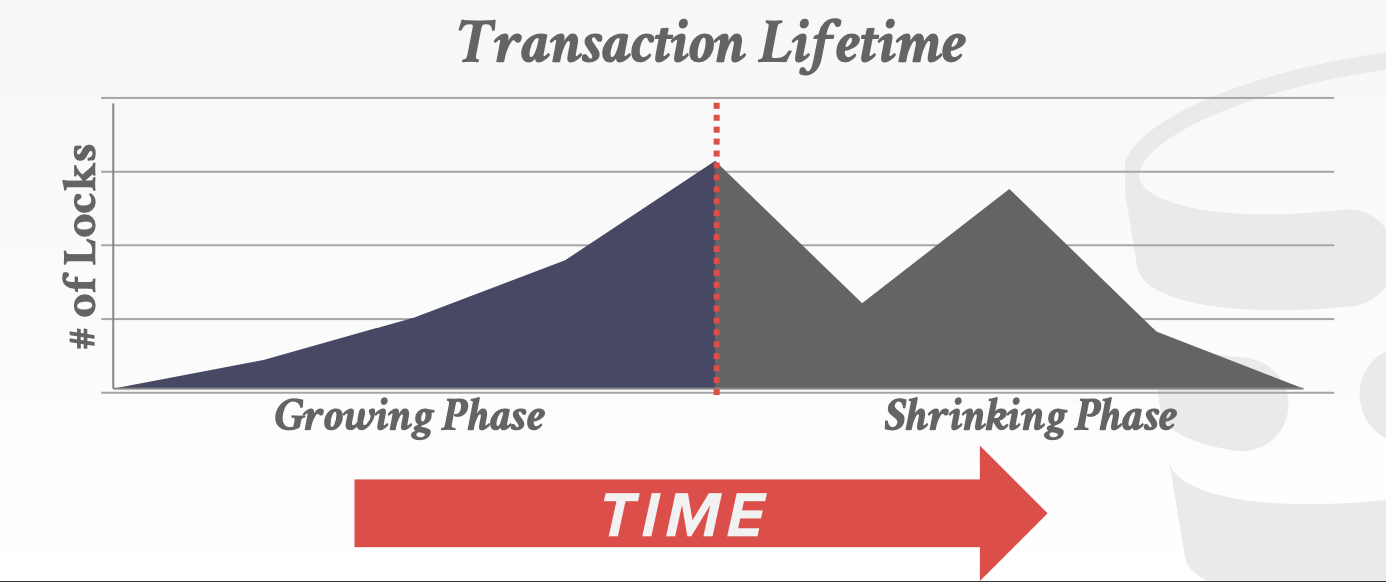 Transaction Lifetime
# of Locks
Growing Phase
Shrinking Phase
TIME